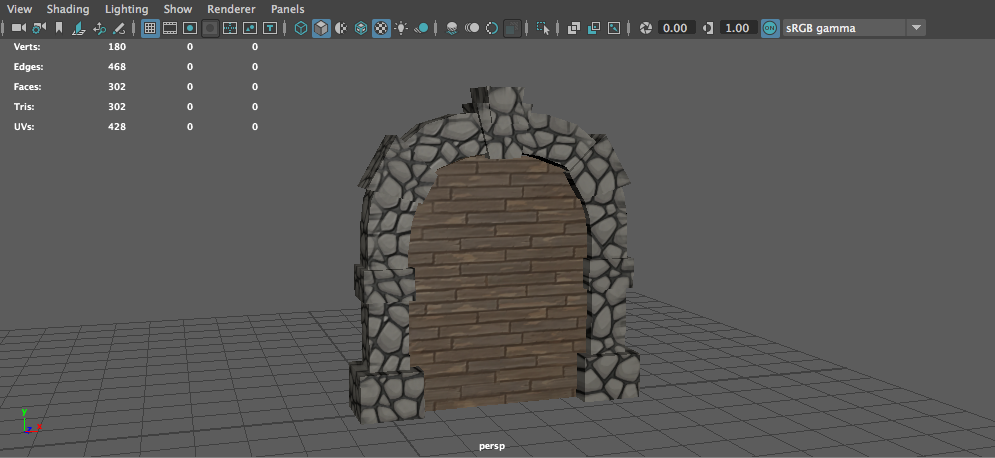 View Shading Lighting Show Renderer Panels
0.00 1.00 ON sRGB gamma
Verts: 180 0 0
Edges: 468 0 0
Faces: 302 0 0
Tris: 302 0 0
UVs: 428 0 0
y
z x
persp